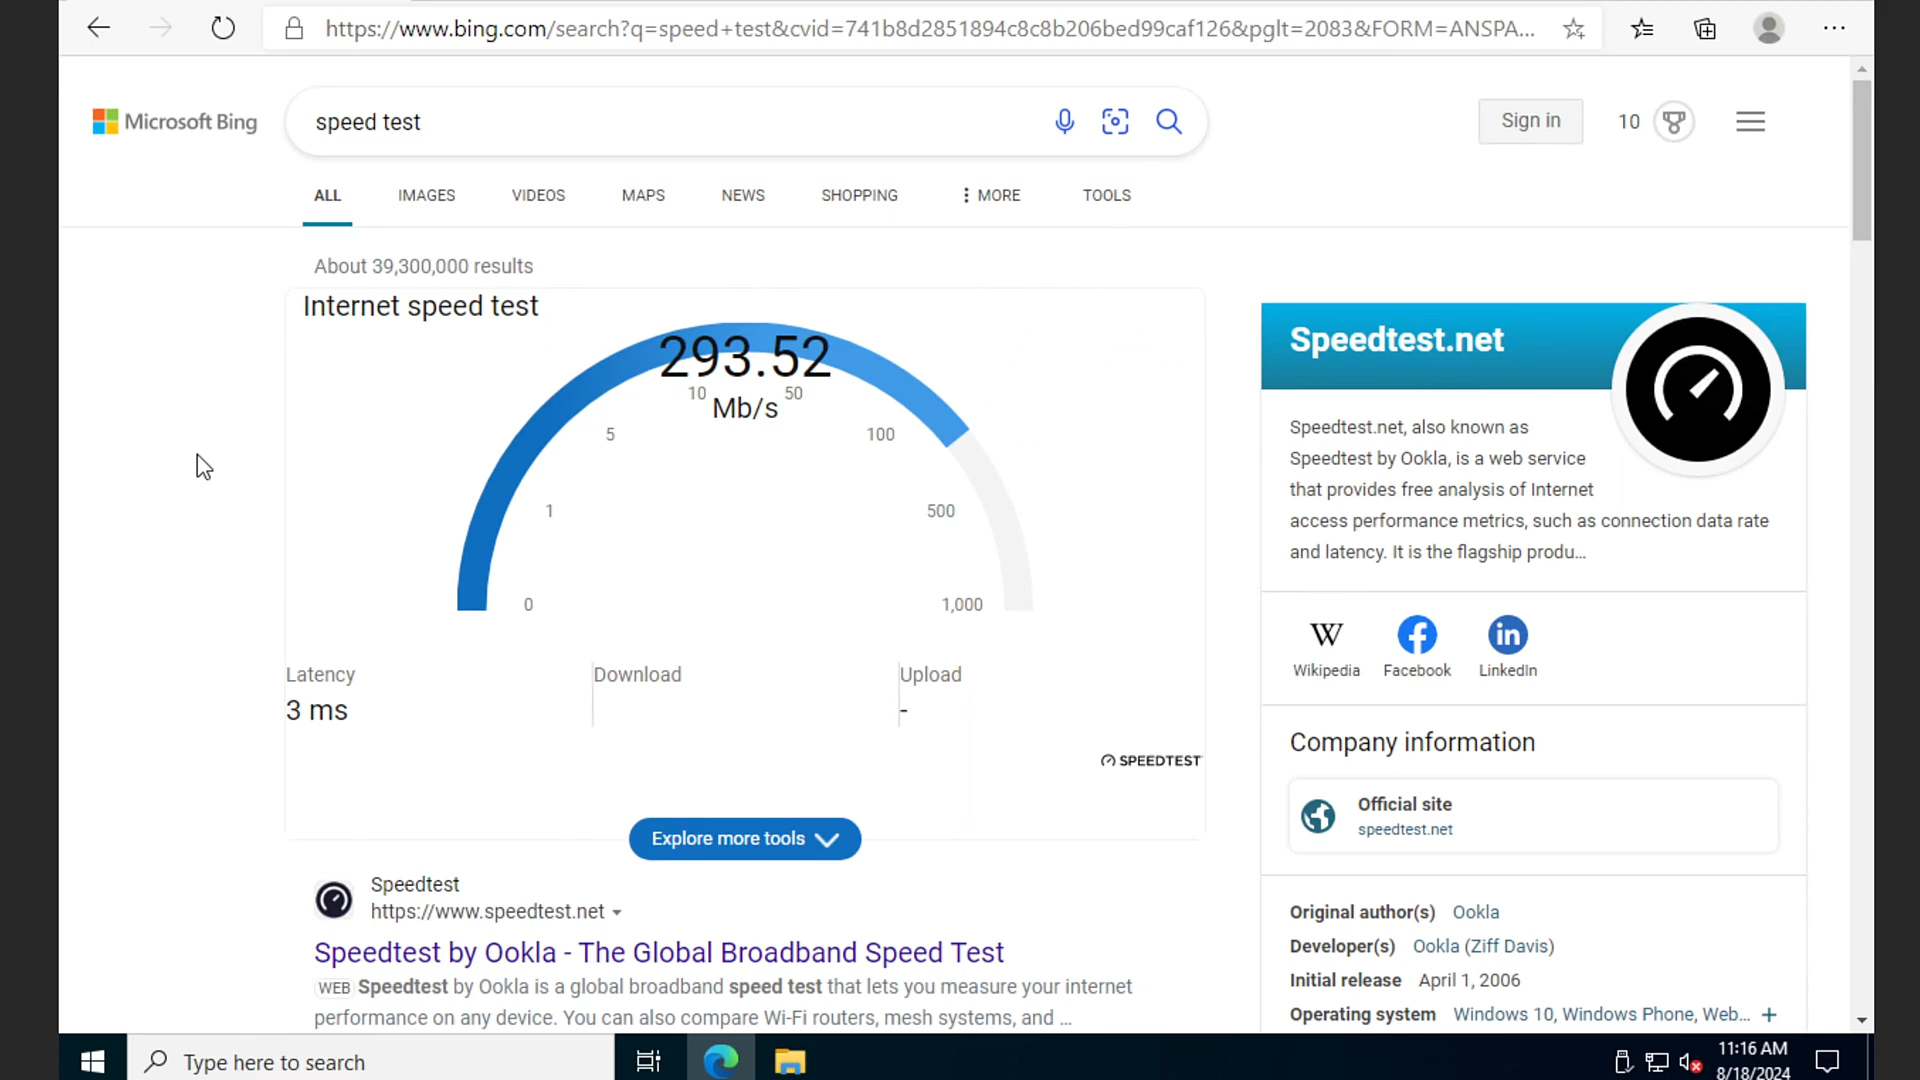 https://www.bing.com/search?q=speed+test&cvid=741b8d2851894c8c8b206bed99caf126&pglt=2083&FORM=ANSPA...
Microsoft Bing
speed test
Sign in
10
ALL
IMAGES
VIDEOS
MAPS
NEWS
SHOPPING
MORE
TOOLS
About 39,300,000 results
Internet speed test
293.52
Mb/s
0
1
5
10
50
100
500
1,000
Latency
3 ms
Download
Upload
-
SPEEDTEST
Explore more tools
Speedtest
https://www.speedtest.net
Speedtest by Ookla - The Global Broadband Speed Test
WEB Speedtest by Ookla is a global broadband speed test that lets you measure your internet
performance on any device. You can also compare Wi-Fi routers, mesh systems, and ...
Speedtest.net
Speedtest.net, also known as
Speedtest by Ookla, is a web service
that provides free analysis of Internet
access performance metrics, such as connection data rate
and latency. It is the flagship produ...
W
Wikipedia
Facebook
in
LinkedIn
Company information
Official site
speedtest.net
Original author(s) Ookla
Developer(s) Ookla (Ziff Davis)
Initial release April 1, 2006
Operating system Windows 10, Windows Phone, Web... +
Type here to search
11:16 AM
8/18/2024